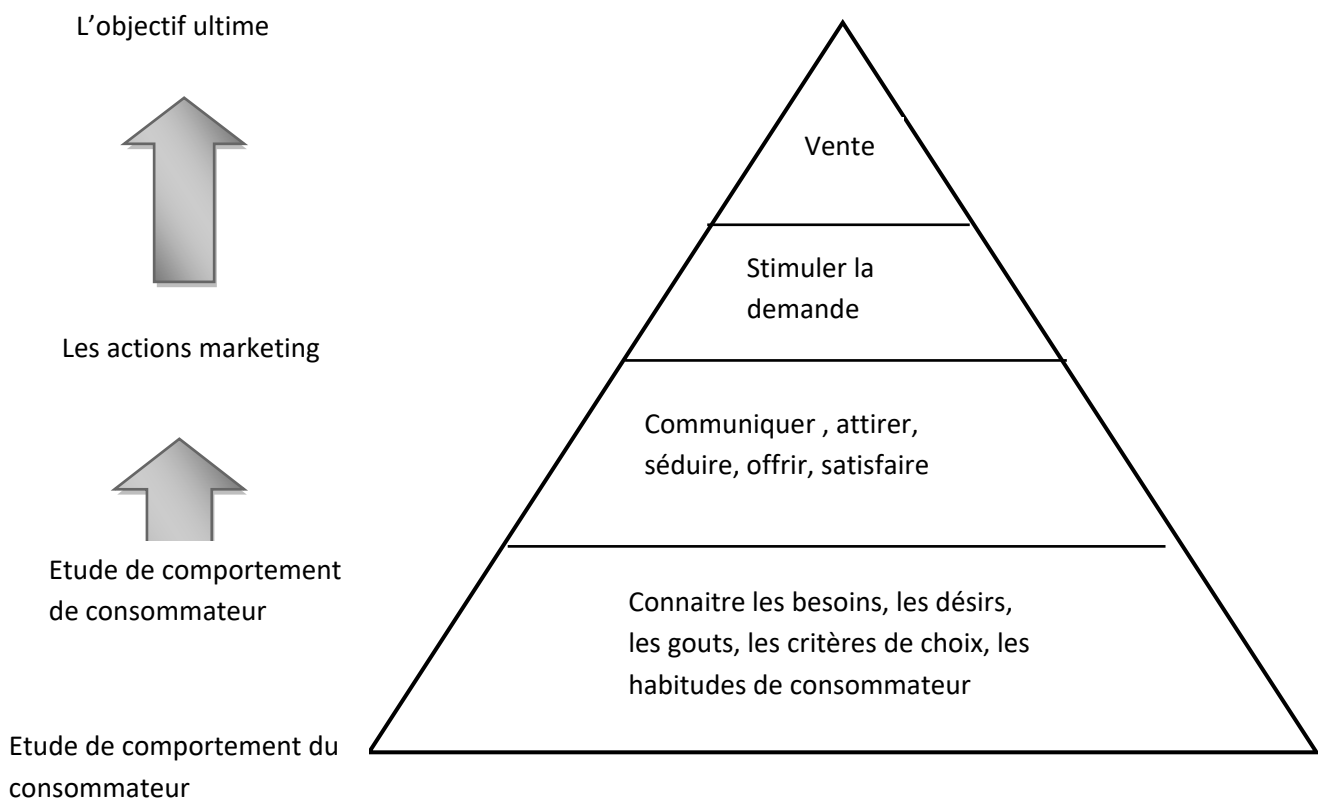 L’objectif ultime
Vente
Stimuler la
demande
Les actions marketing
Communiquer , attirer,
séduire, offrir, satisfaire
Etude de comportement
de consommateur
Connaitre les besoins, les désirs,
les gouts, les critères de choix, les
habitudes de consommateur
Etude de comportement du
consommateur